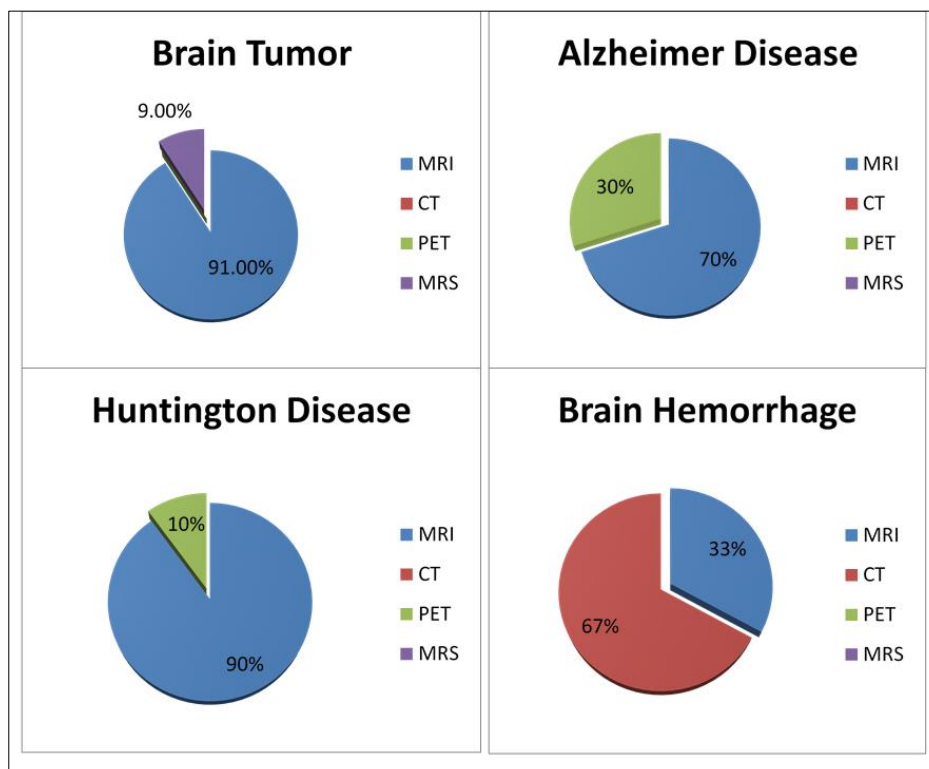 Brain Tumor
9.00%
91.00%
MRI
CT
PET
MRS
Alzheimer Disease
30%
70%
MRI
CT
PET
MRS
Huntington Disease
10%
90%
MRI
CT
PET
MRS
Brain Hemorrhage
33%
67%
MRI
CT
PET
MRS